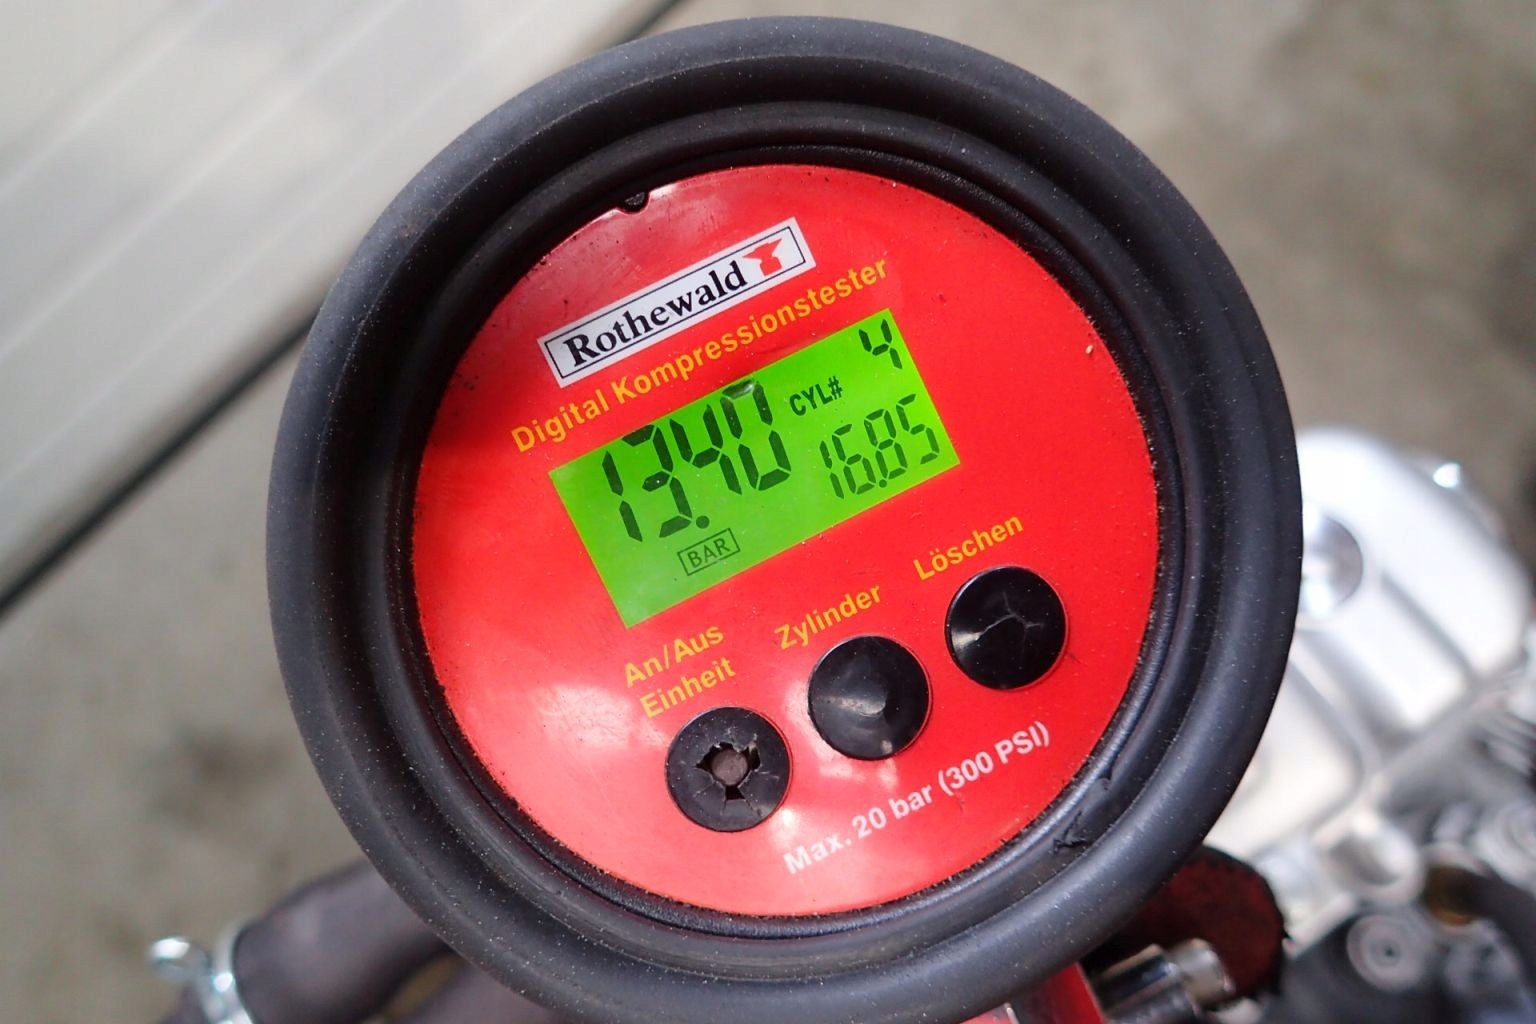 Rothewald
Digital Kompressionstester
CYL# 4
13.40 16.85
BAR
An/Aus
Einheit
Zylinder
Löschen
Max. 20 bar (300 PSI)